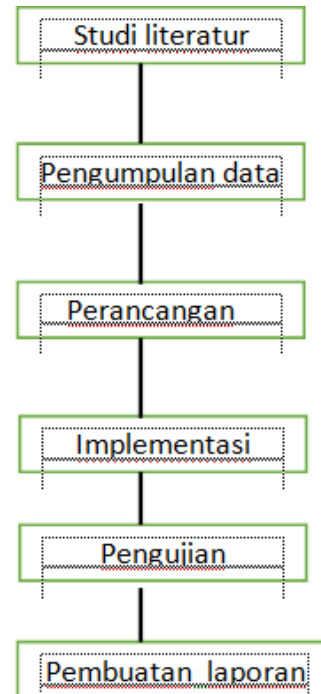 Studi literatur
Pengumpulan data
Perancangan
Implementasi
Pengujian
Pembuatan laporan